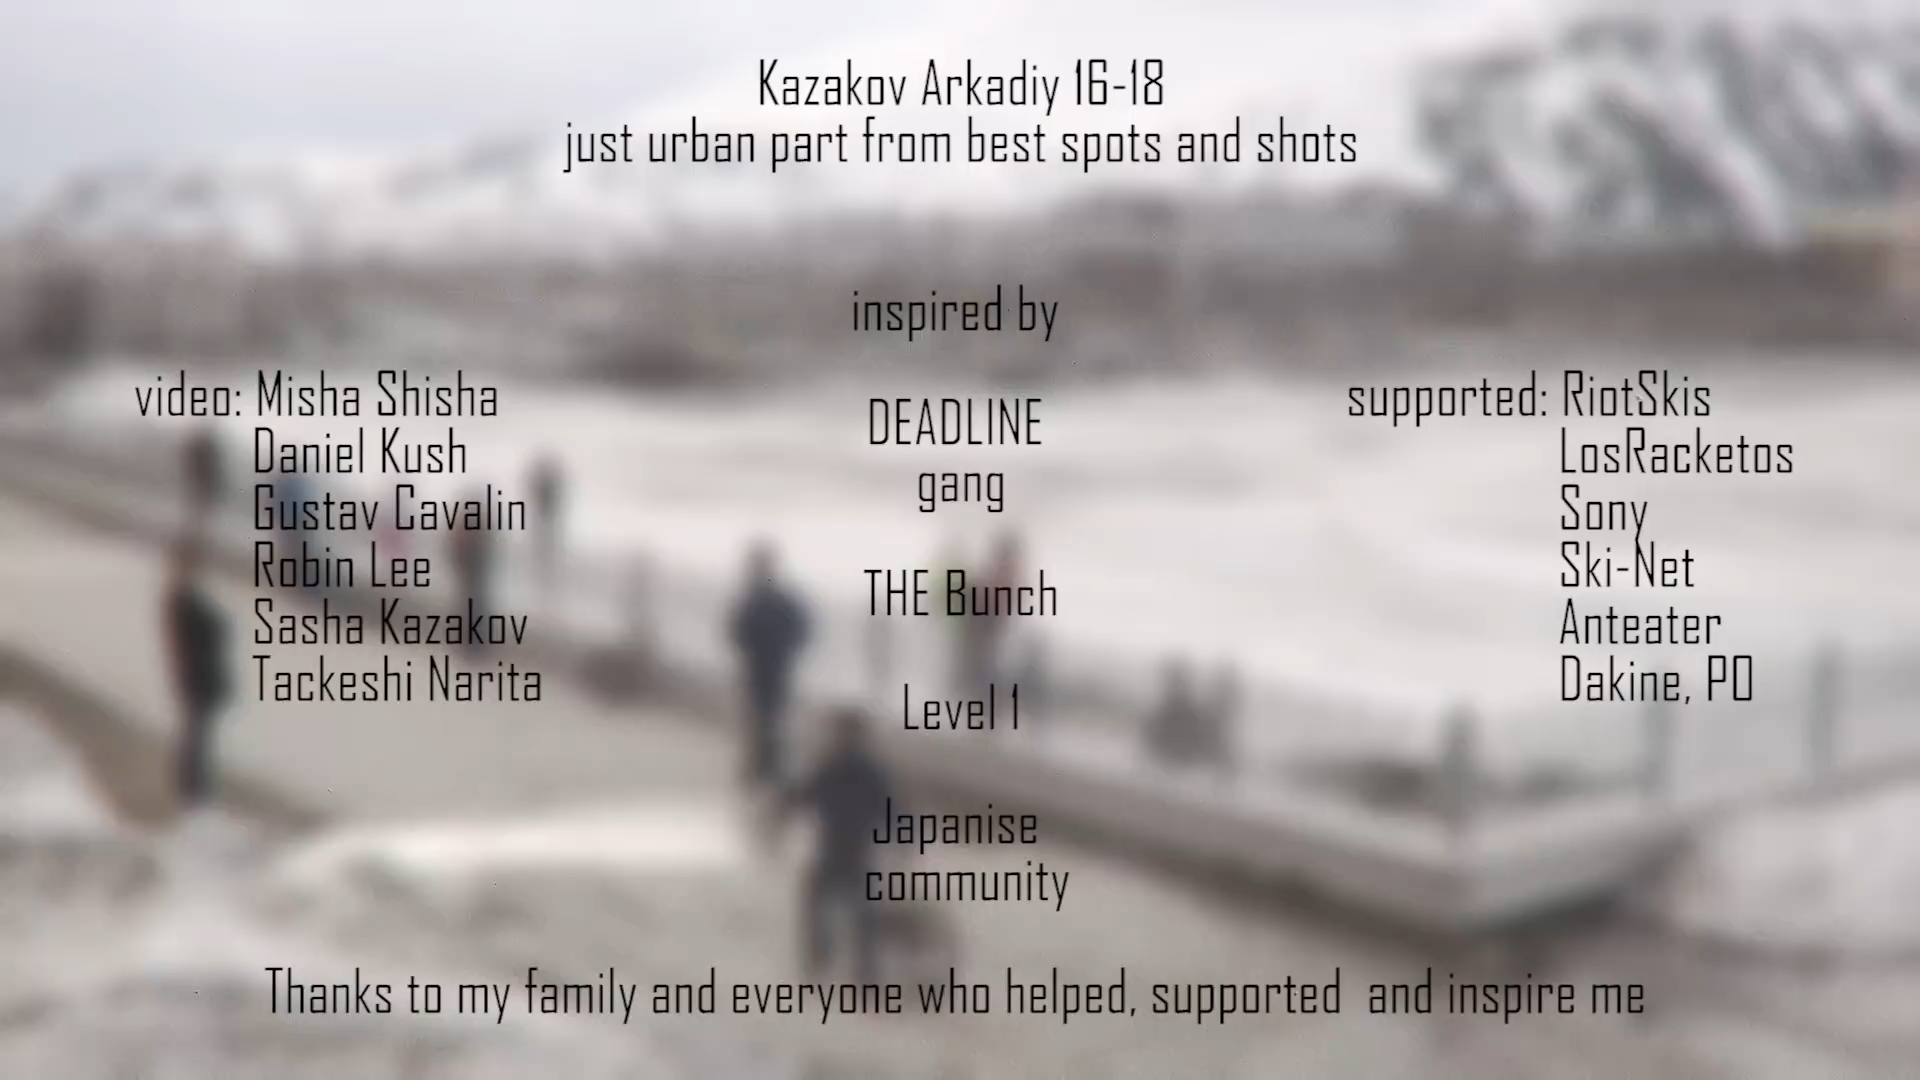 Kazakov Arkadiy 16-18
just urban part from best spots and shots
inspired by
video: Misha Shisha
Daniel Kush
Gustav Cavalin
Robin Lee
Sasha Kazakov
Tackeshi Narita
DEADLINE
gang
THE Bunch
Level 1
Japanise
community
supported: RiotSkis
LosRacketos
Sony
Ski-Net
Anteater
Dakine, PO
Thanks to my family and everyone who helped, supported  and inspire me